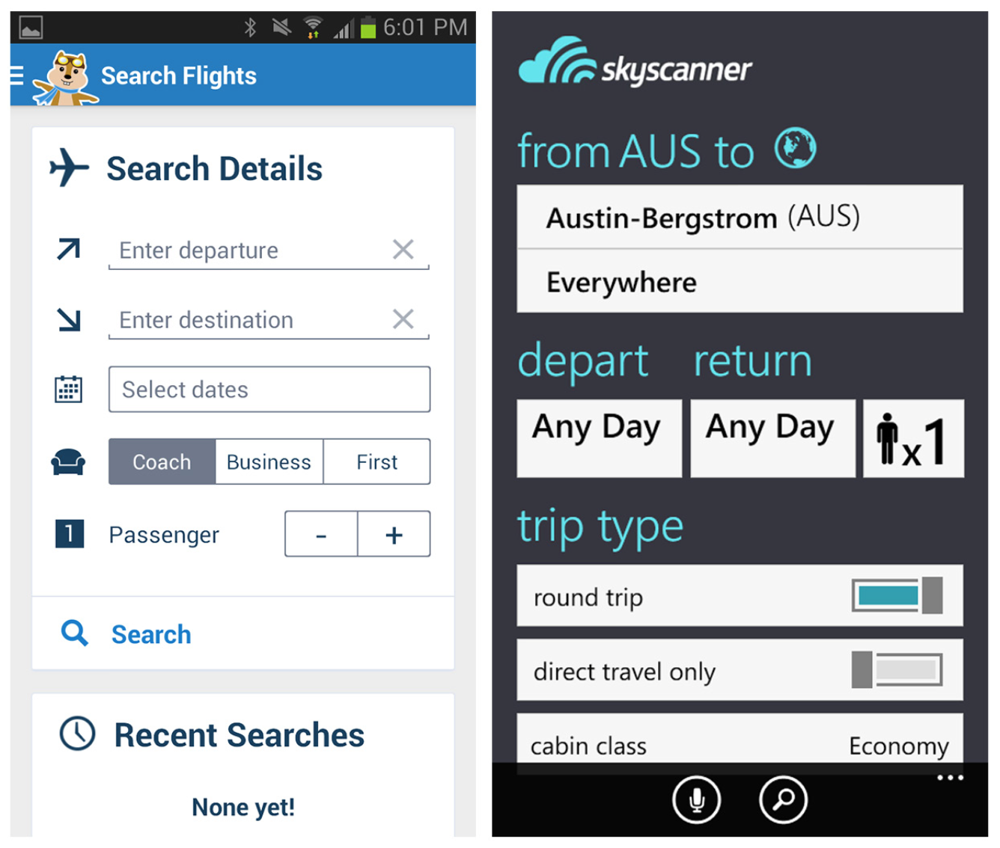 6:01 PM
Search Flights
Search Details
Enter departure
Enter destination
Select dates
Coach Business First
1 Passenger - +
Search
Recent Searches
None yet!
skyscanner
from AUS to
Austin-Bergstrom (AUS)
Everywhere
depart return
Any Day Any Day x1
trip type
round trip
direct travel only
cabin class Economy